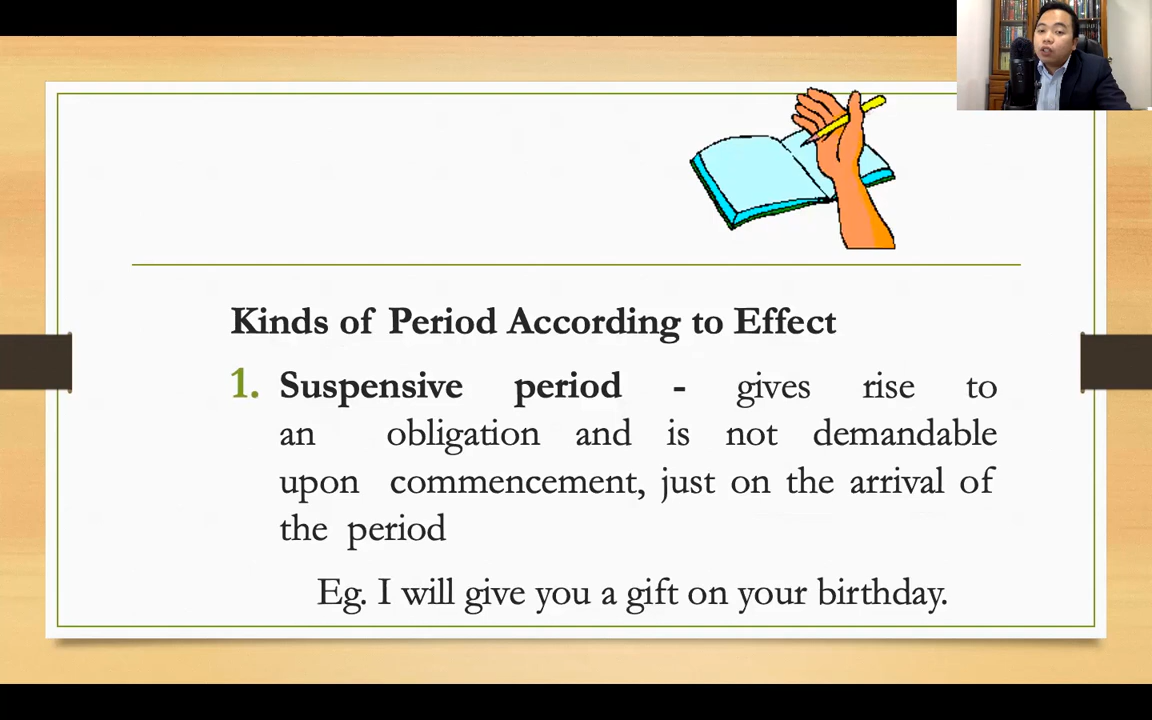 Kinds of Period According to Effect
1. Suspensive period - gives rise to
an obligation and is not demandable
upon commencement, just on the arrival of
the period
Eg. I will give you a gift on your birthday.